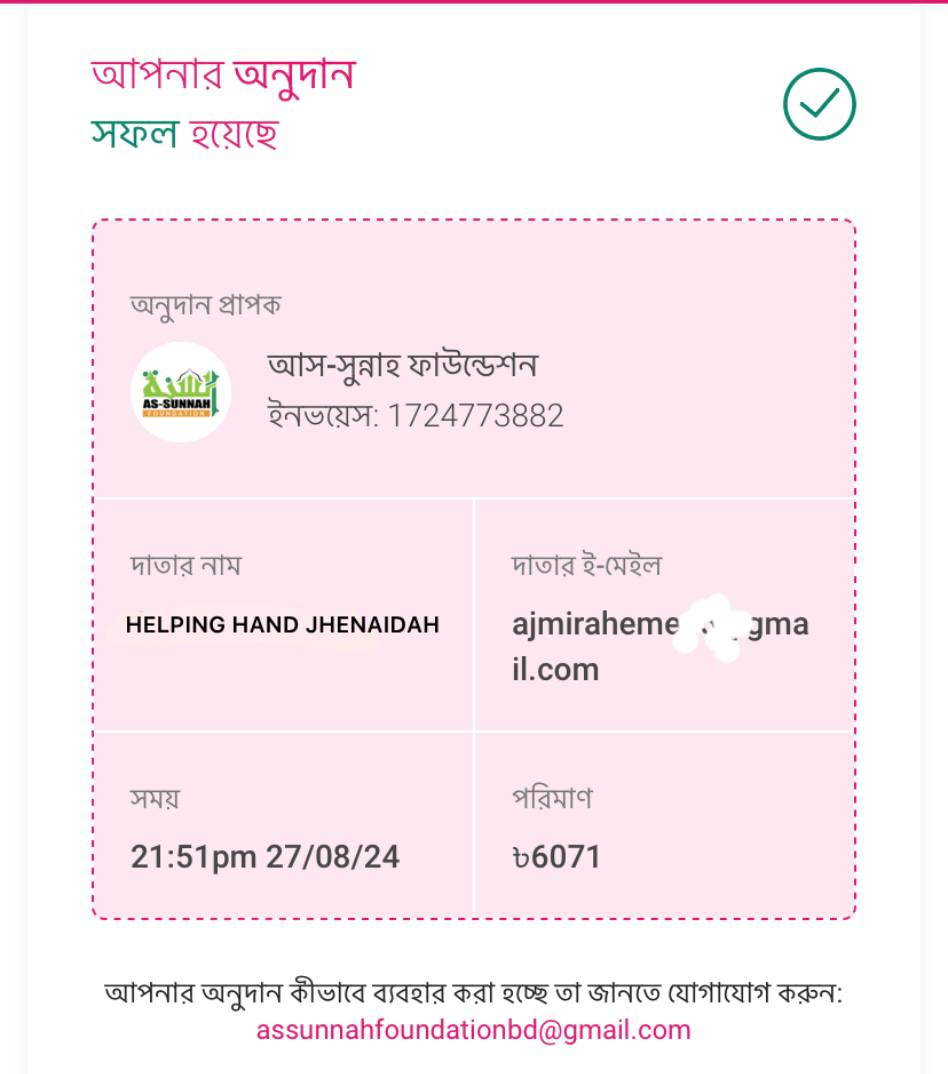 আপনার অনুদান
সফল হয়েছে
অনুদান প্রাপক
আস-সুন্নাহ ফাউন্ডেশন
ইনভয়েস: 1724773882
AS-SUNNAH
FOUNDATION
দাতার নাম
HELPING HAND JHENAIDAH
দাতার ই-মেইল
ajmiraheme gma
il.com
সময়
21:51pm 27/08/24
পরিমাণ
৳6071
আপনার অনুদান কীভাবে ব্যবহার করা হচ্ছে তা জানতে যোগাযোগ করুন:
assunnahfoundationbd@gmail.com